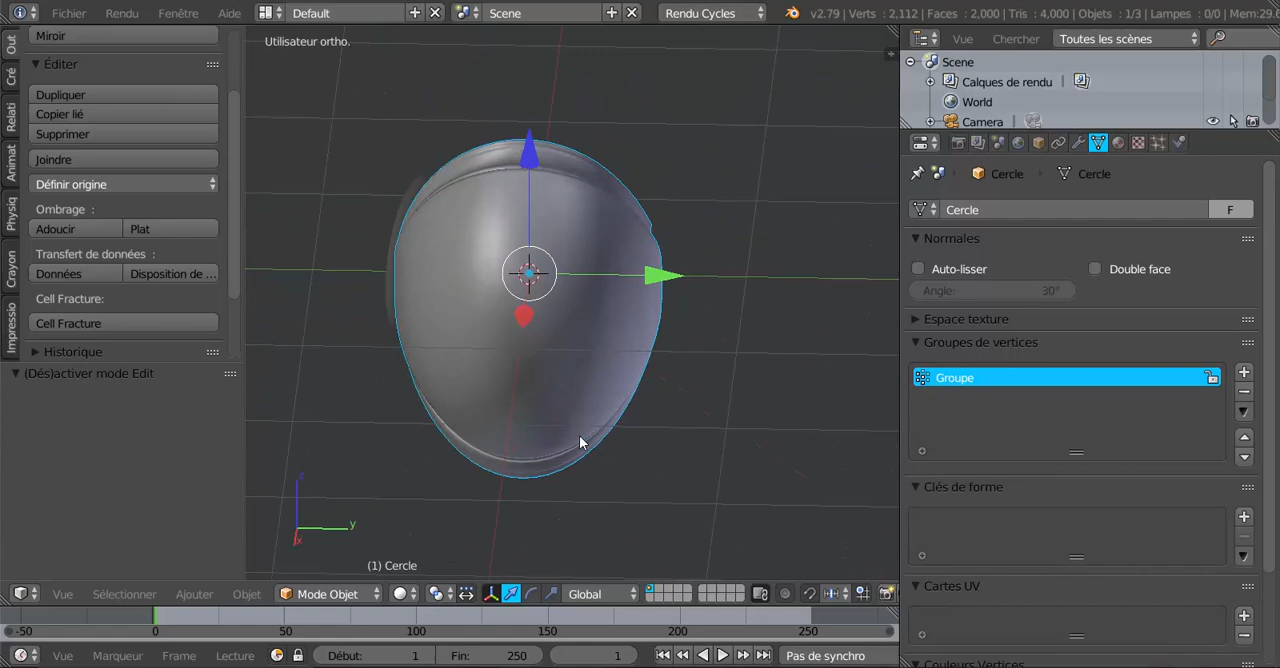 Fichier Rendu Fenêtre Aide Default Scene Rendu Cycles v2.79 | Verts : 2,112 | Faces : 2,000 | Tris : 4,000 | Objets : 1/3 | Lampes : 0/0 | Mem:29.6
Miroir
Éditer
Dupliquer
Copier lié
Supprimer
Joindre
Définir origine
Ombrage :
Adoucir Plat
Transfert de données :
Données Disposition de ...
Cell Fracture:
Cell Fracture
Historique
(Dés)activer mode Edit
Out
Cré
Relati
Animat
Physiq
Crayon
Impressio
Utilisateur ortho.
z
y
x
(1) Cercle
Vue Sélectionner Ajouter Objet Mode Objet Global
-50 0 50 100 150 200 250
Vue Marqueur Frame Lecture Début: 1 Fin: 250 1 Pas de synchro
Vue Chercher Toutes les scènes
Scene
Calques de rendu
World
Camera
Cercle Cercle
Cercle F
Normales
Auto-lisser Double face
Angle: 30°
Espace texture
Groupes de vertices
Groupe
Clés de forme
Cartes UV
Couleurs Vertices